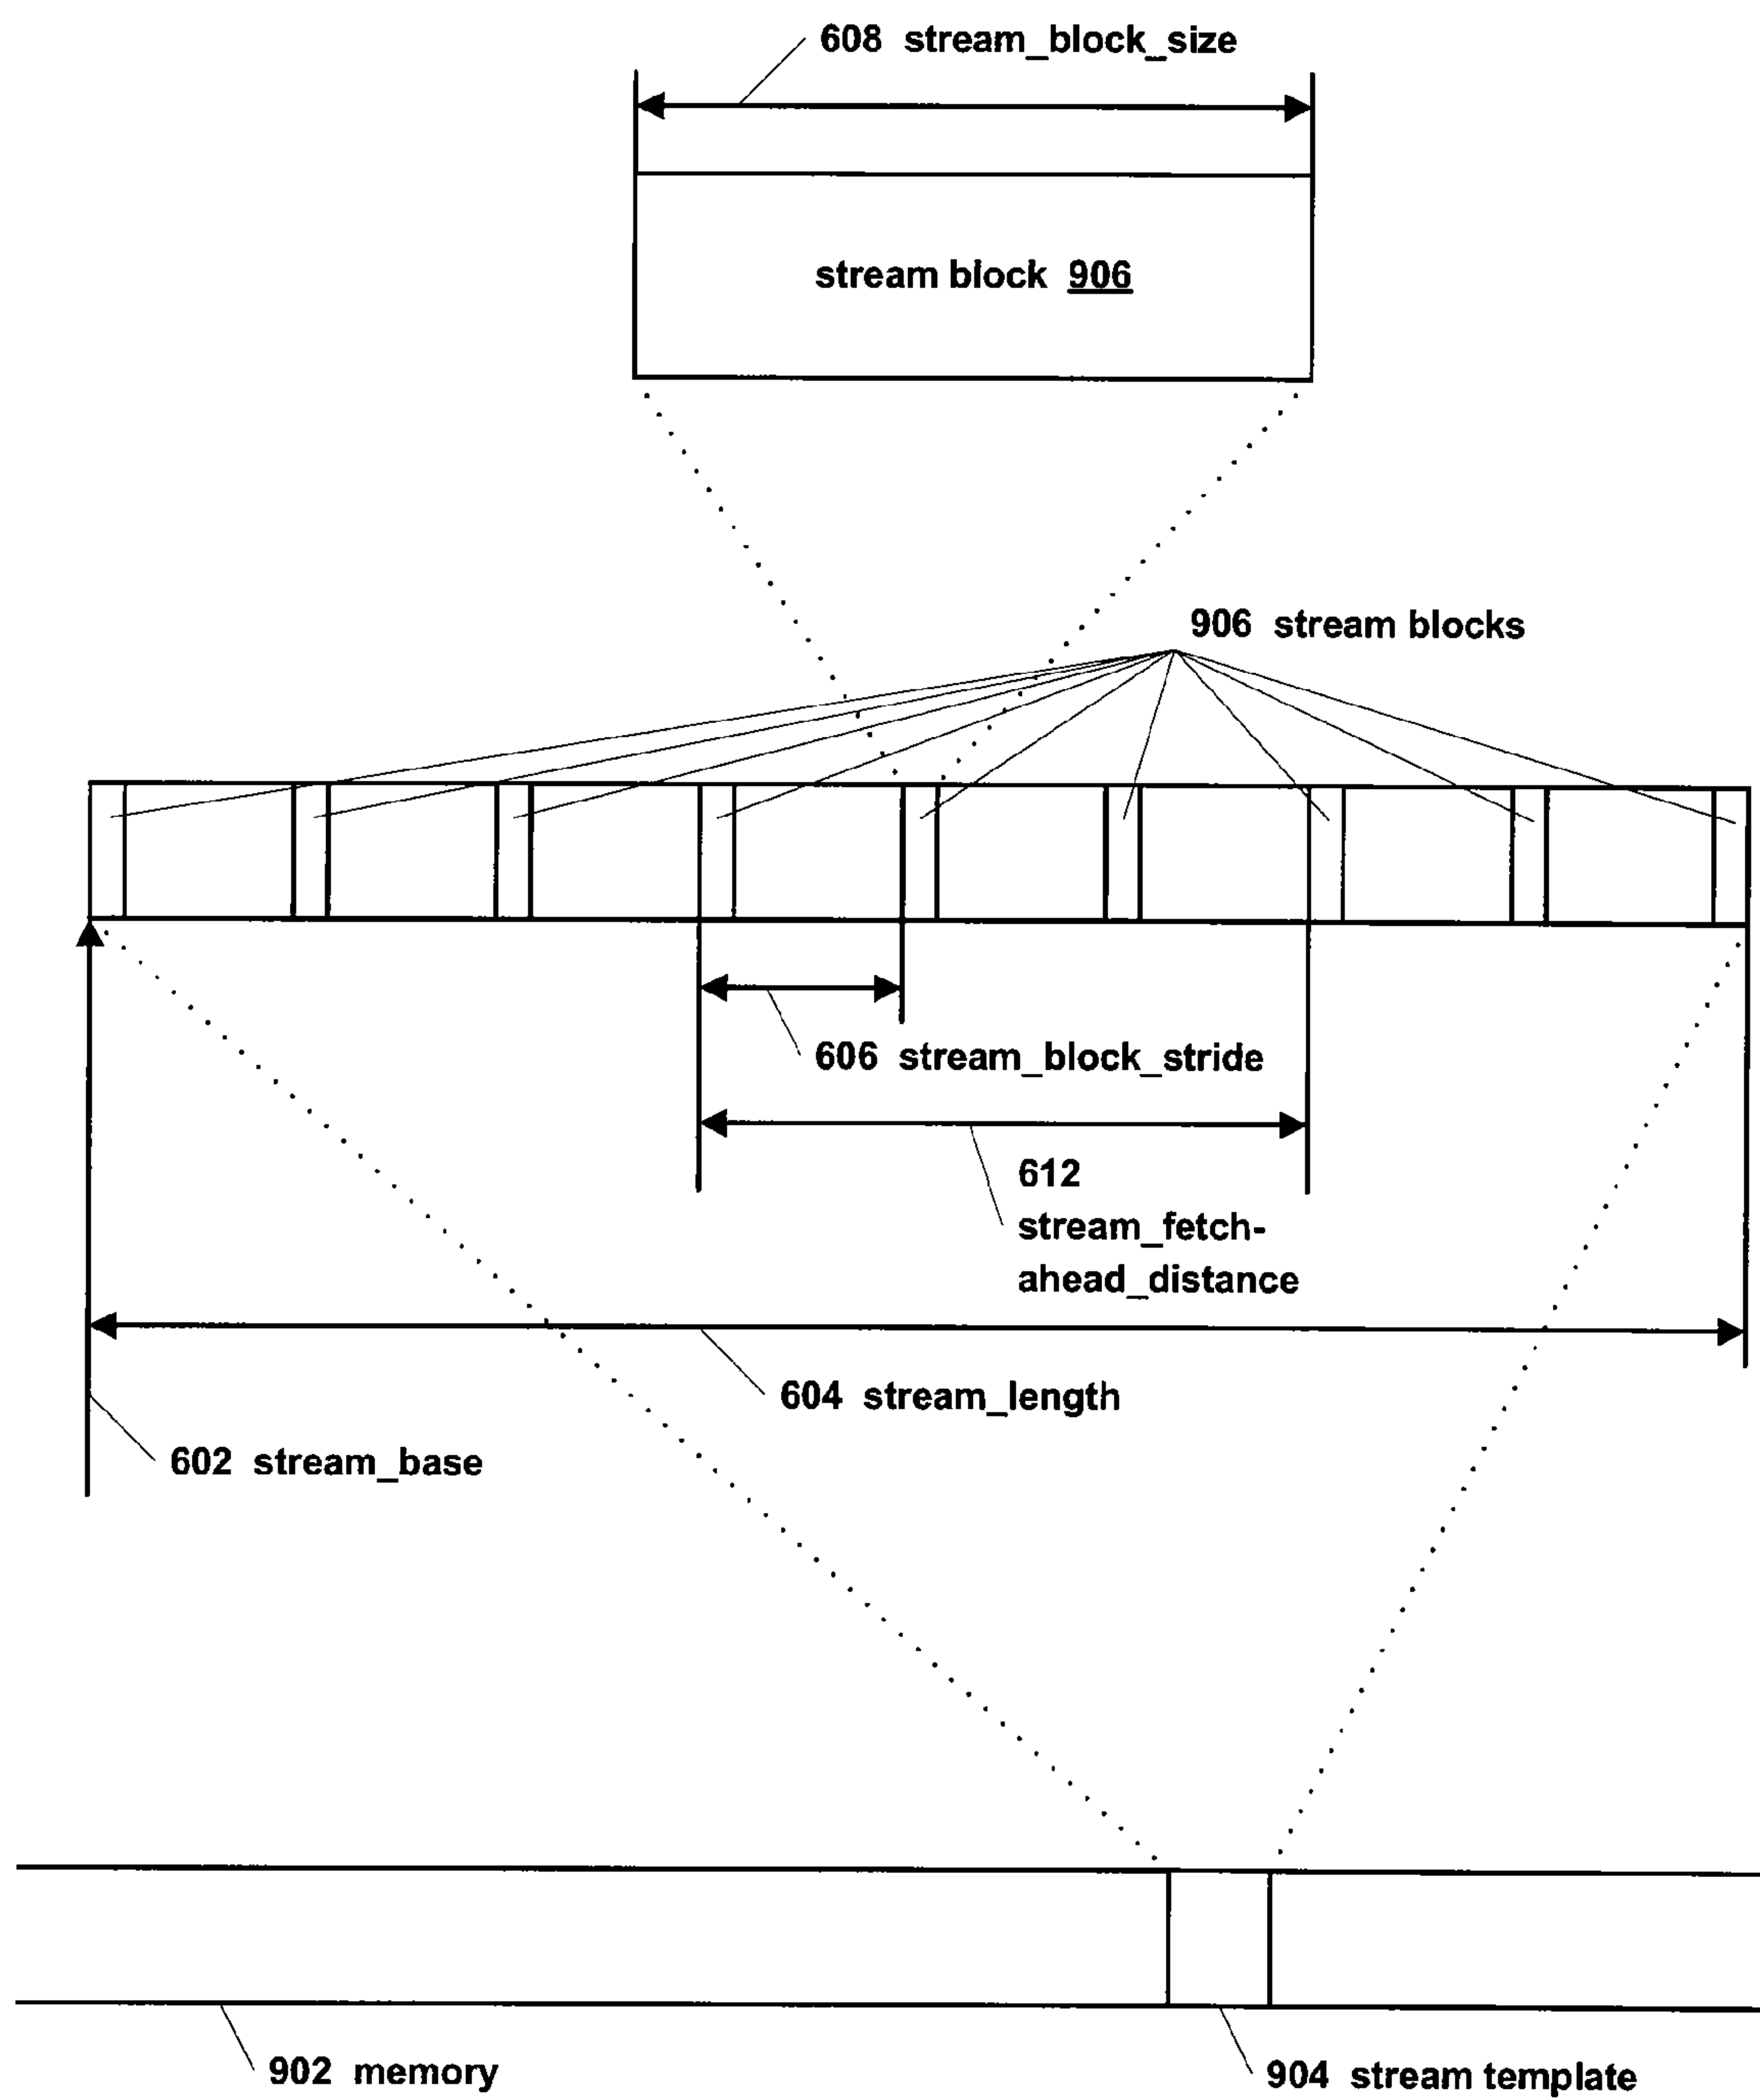 608 stream_block_size
stream block 906
906 stream blocks
606 stream_block_stride
612
stream_fetch-
ahead_distance
604 stream_length
602 stream_base
902 memory
904 stream template